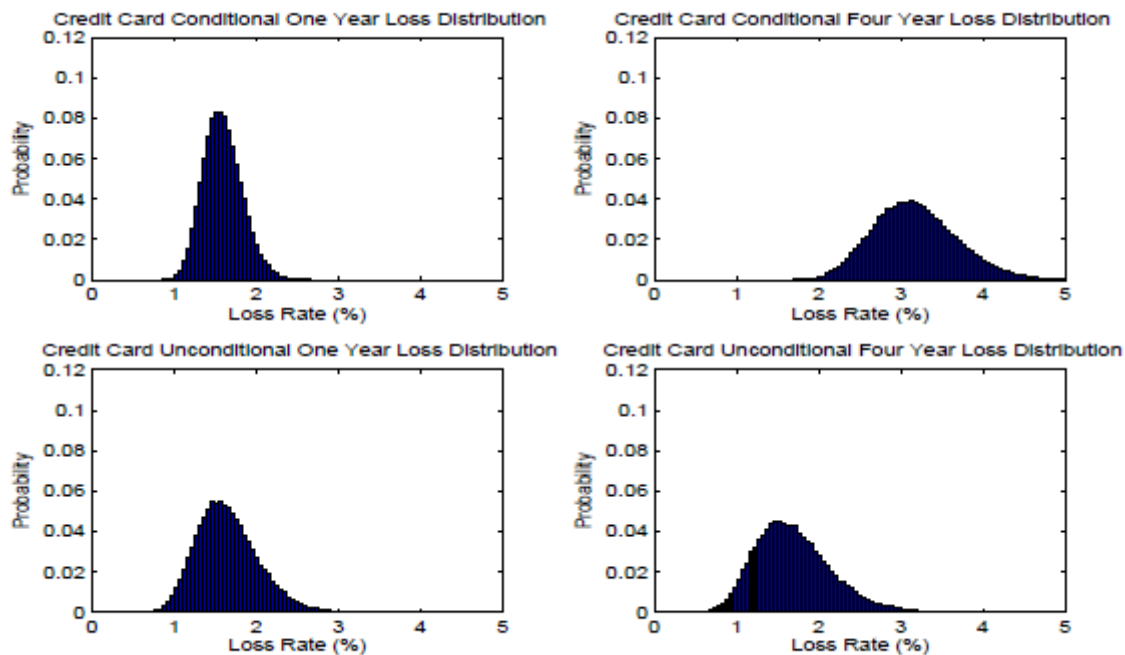 Credit Card Conditional One Year Loss Distribution
0.12
0.1
0.08
0.06
0.04
0.02
0
Probability
0 1 2 3 4 5
Loss Rate (%)
Credit Card Conditional Four Year Loss Distribution
0.12
0.1
0.08
0.06
0.04
0.02
0
Probability
0 1 2 3 4 5
Loss Rate (%)
Credit Card Unconditional One Year Loss Distribution
0.12
0.1
0.08
0.06
0.04
0.02
0
Probability
0 1 2 3 4 5
Loss Rate (%)
Credit Card Unconditional Four Year Loss Distribution
0.12
0.1
0.08
0.06
0.04
0.02
0
Probability
0 1 2 3 4 5
Loss Rate (%)